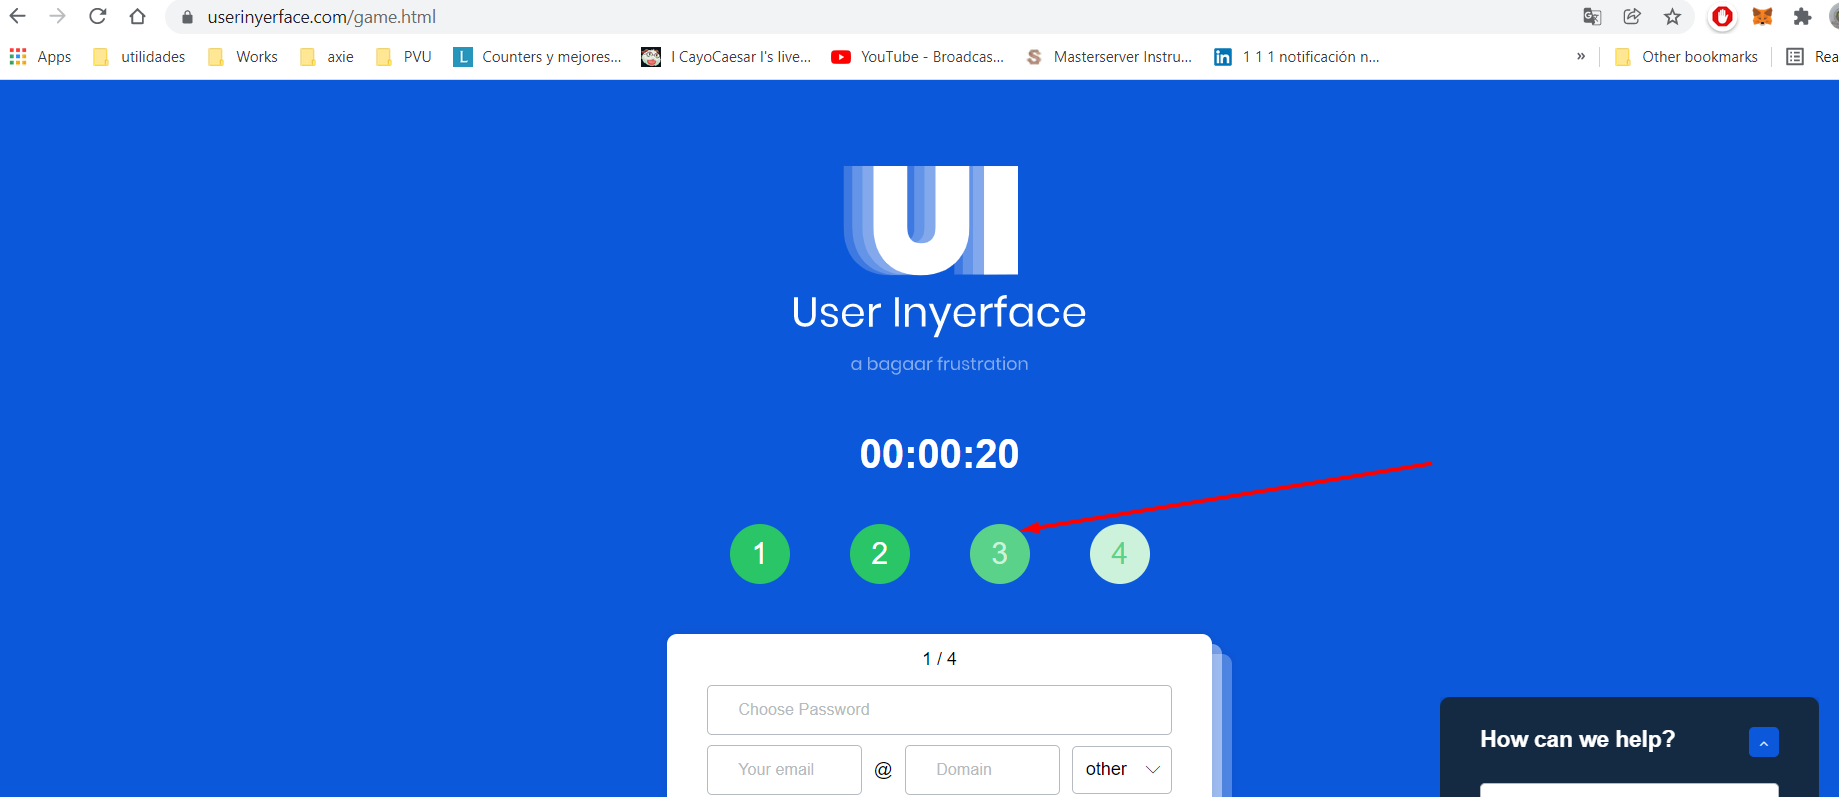 userinyerface.com/game.html
Apps utilidades Works axie PVU L Counters y mejores... I CayoCaesar I's live... YouTube - Broadcas... S Masterserver Instru... in 1 1 1 notificación n... » Other bookmarks Rea
UI
User Inyerface
a bagaar frustration
00:00:20
1 2 3 4
1 / 4
Choose Password
Your email @ Domain other
How can we help?